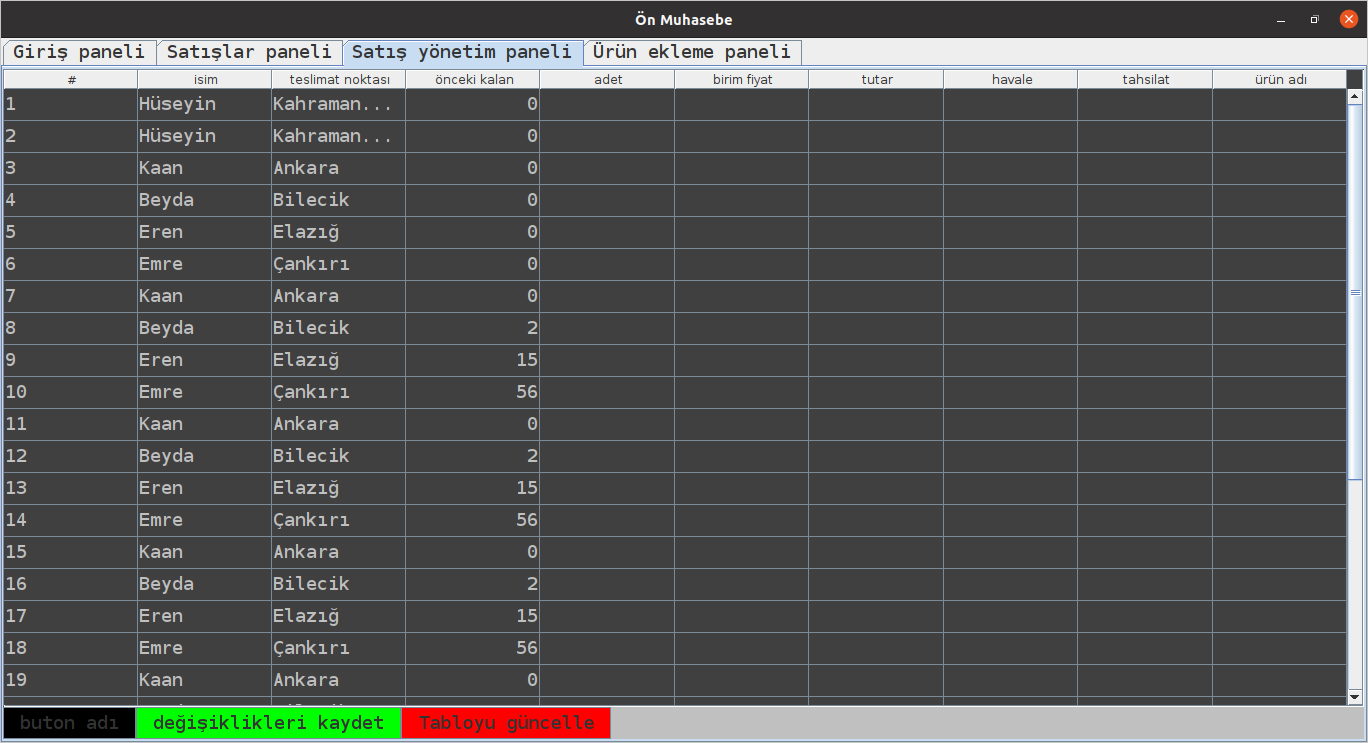 Ön Muhasebe
Giriş paneli Satışlar paneli Satış yönetim paneli Ürün ekleme paneli
# isim teslimat noktası önceki kalan adet birim fiyat tutar havale tahsilat ürün adı
1 Hüseyin Kahraman... 0
2 Hüseyin Kahraman... 0
3 Kaan Ankara 0
4 Beyda Bilecik 0
5 Eren Elazığ 0
6 Emre Çankırı 0
7 Kaan Ankara 0
8 Beyda Bilecik 2
9 Eren Elazığ 15
10 Emre Çankırı 56
11 Kaan Ankara 0
12 Beyda Bilecik 2
13 Eren Elazığ 15
14 Emre Çankırı 56
15 Kaan Ankara 0
16 Beyda Bilecik 2
17 Eren Elazığ 15
18 Emre Çankırı 56
19 Kaan Ankara 0
buton adı değişiklikleri kaydet Tabloyu güncelle